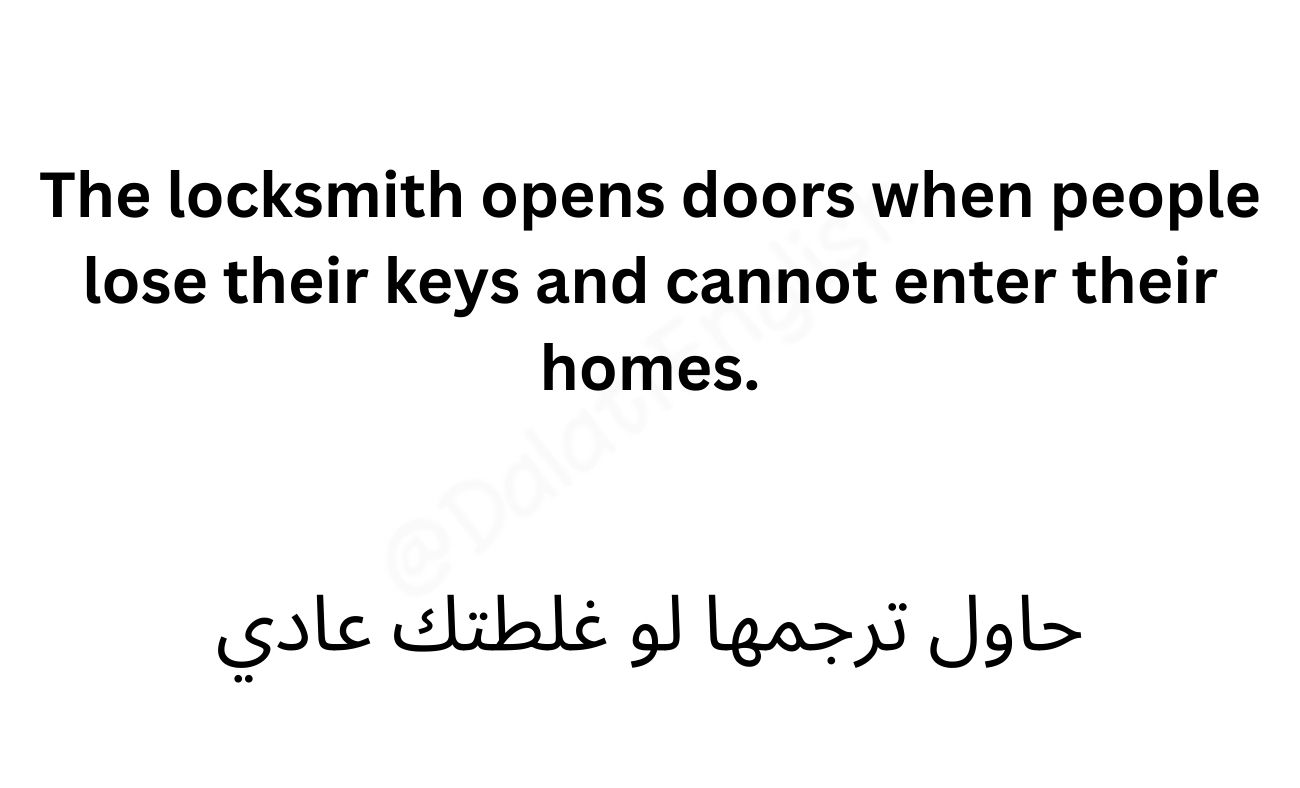 The locksmith opens doors when people
lose their keys and cannot enter their
homes.
@DalatEnglish
حاول ترجمها لو غلطتك عادي